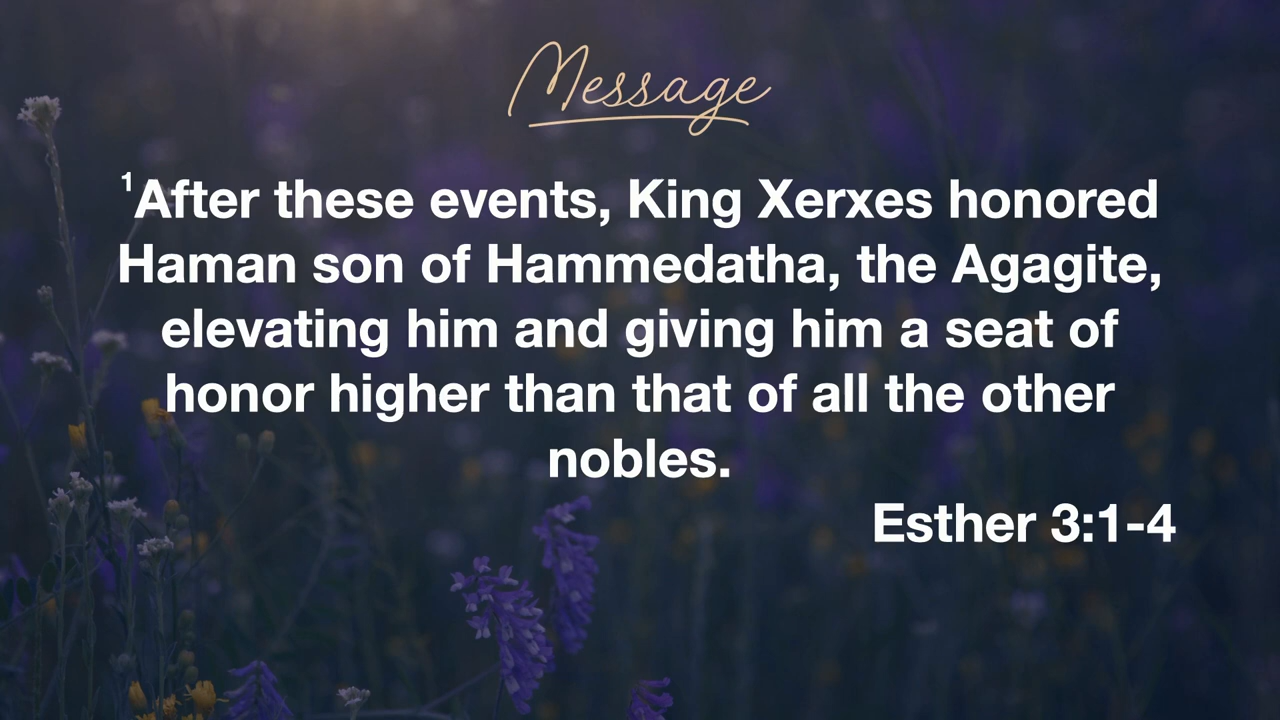 Message
¹After these events, King Xerxes honored
Haman son of Hammedatha, the Agagite,
elevating him and giving him a seat of
honor higher than that of all the other
nobles.
Esther 3:1-4